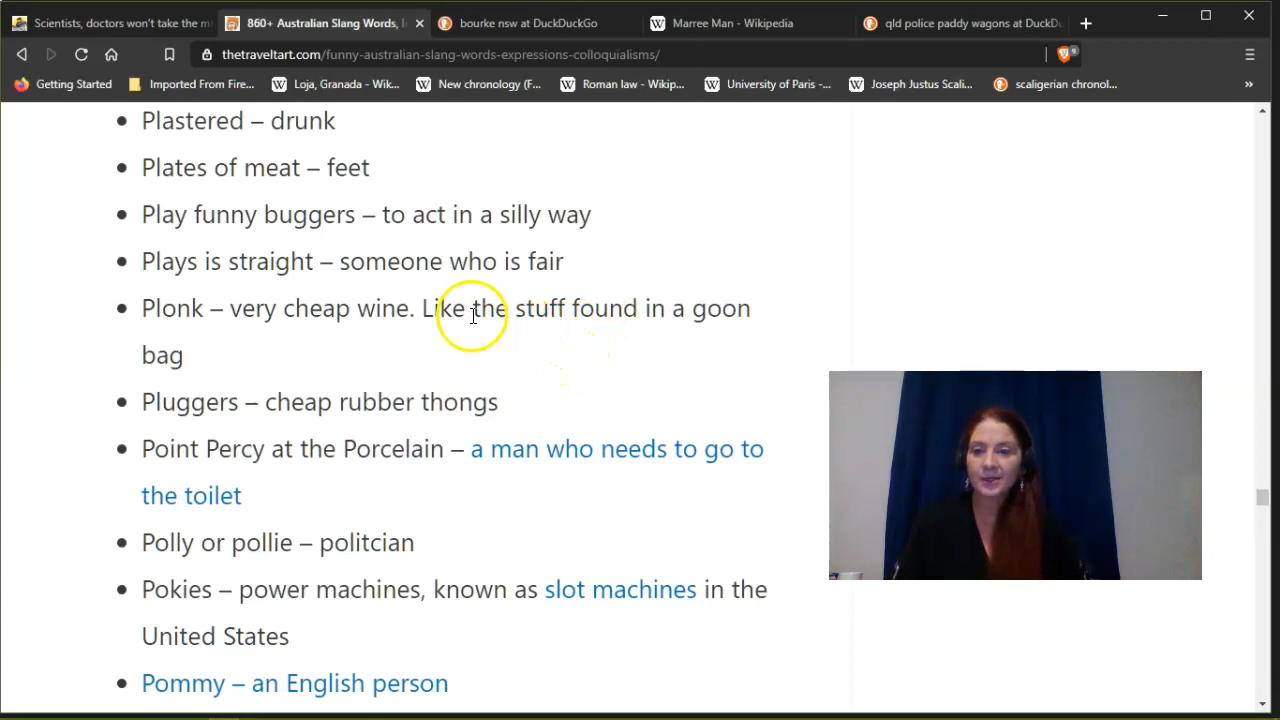 Scientists, doctors won't take the m
860+ Australian Slang Words, I
bourke nsw at DuckDuckGo
Marree Man - Wikipedia
qld police paddy wagons at DuckDu
thetraveltart.com/funny-australian-slang-words-expressions-colloquialisms/
Getting Started
Imported From Fire...
Loja, Granada - Wik...
New chronology (F...
Roman law - Wikip...
University of Paris -...
Joseph Justus Scali...
scaligerian chronol...
Plastered – drunk
Plates of meat – feet
Play funny buggers – to act in a silly way
Plays is straight – someone who is fair
Plonk – very cheap wine. Like the stuff found in a goon
bag
Pluggers – cheap rubber thongs
Point Percy at the Porcelain – a man who needs to go to
the toilet
Polly or pollie – politcian
Pokies – power machines, known as slot machines in the
United States
Pommy – an English person